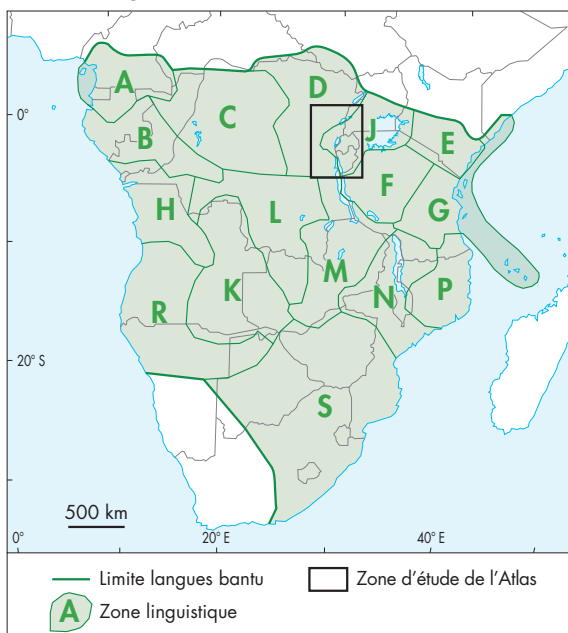 A
D
C
0°
B
J
E
F
H
L
G
M
K
N
P
R
20° S
S
500 km
0° 20° E 40° E
Limite langues bantu
Zone d'étude de l'Atlas
A Zone linguistique